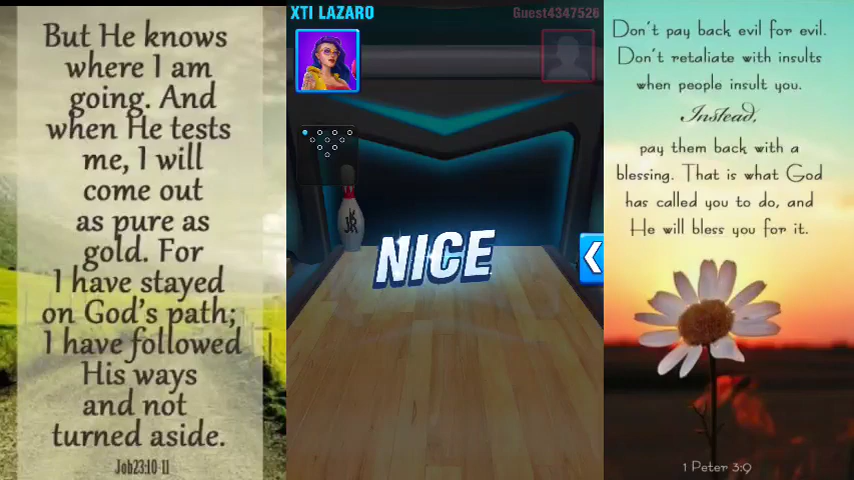 But He knows
where I am
going. And
when He tests
me, I will
come out
as pure as
gold. For
I have stayed
on God's path;
I have followed
His ways
and not
turned aside.
Job23:10-11
XTI LAZARO
Guest4347526
NICE
Don't pay back evil for evil.
Don't retaliate with insults
when people insult you.
Instead,
pay them back with a
blessing. That is what God
has called you to do, and
He will bless you for it.
1 Peter 3:9